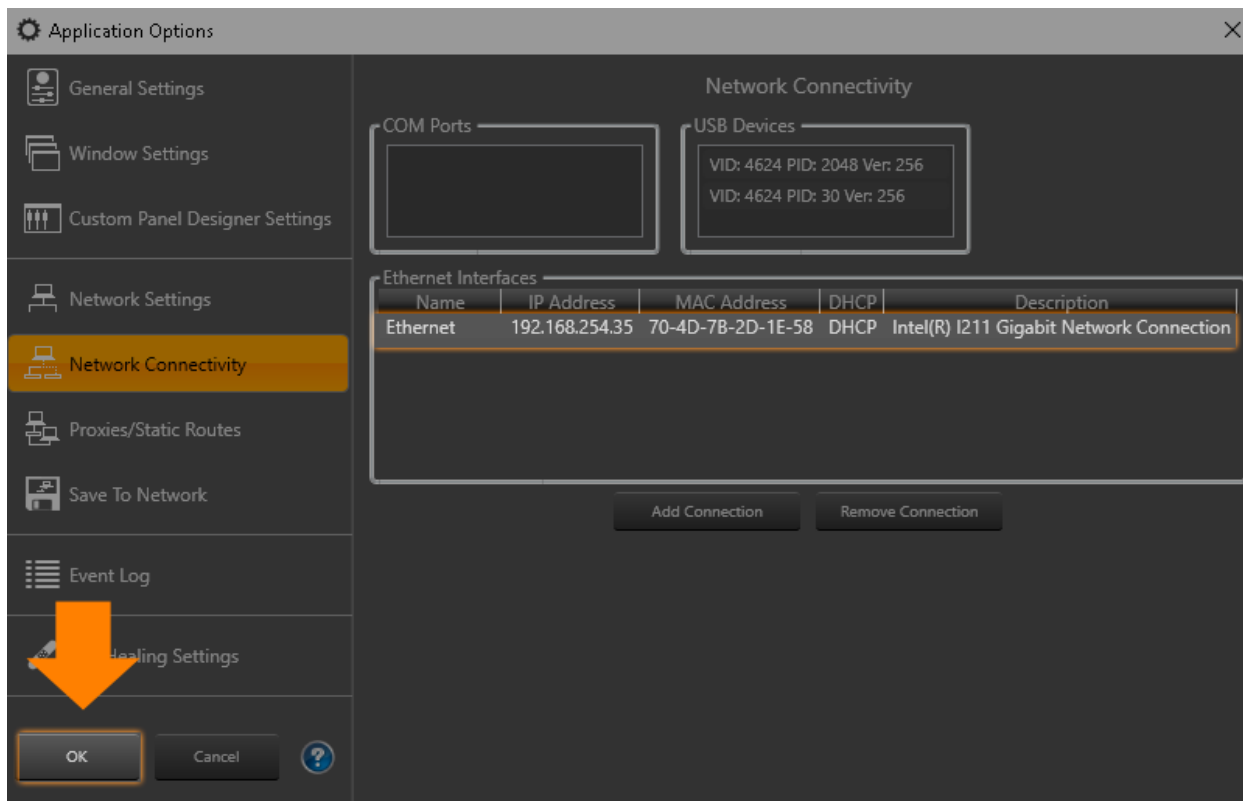 Application Options
General Settings
Window Settings
Custom Panel Designer Settings
Network Settings
Network Connectivity
Proxies/Static Routes
Save To Network
Event Log
Healing Settings
OK Cancel ?
Network Connectivity
COM Ports
USB Devices
VID: 4624 PID: 2048 Ver: 256
VID: 4624 PID: 30 Ver: 256
Ethernet Interfaces
Name IP Address MAC Address DHCP Description
Ethernet 192.168.254.35 70-4D-7B-2D-1E-58 DHCP Intel(R) I211 Gigabit Network Connection
Add Connection Remove Connection